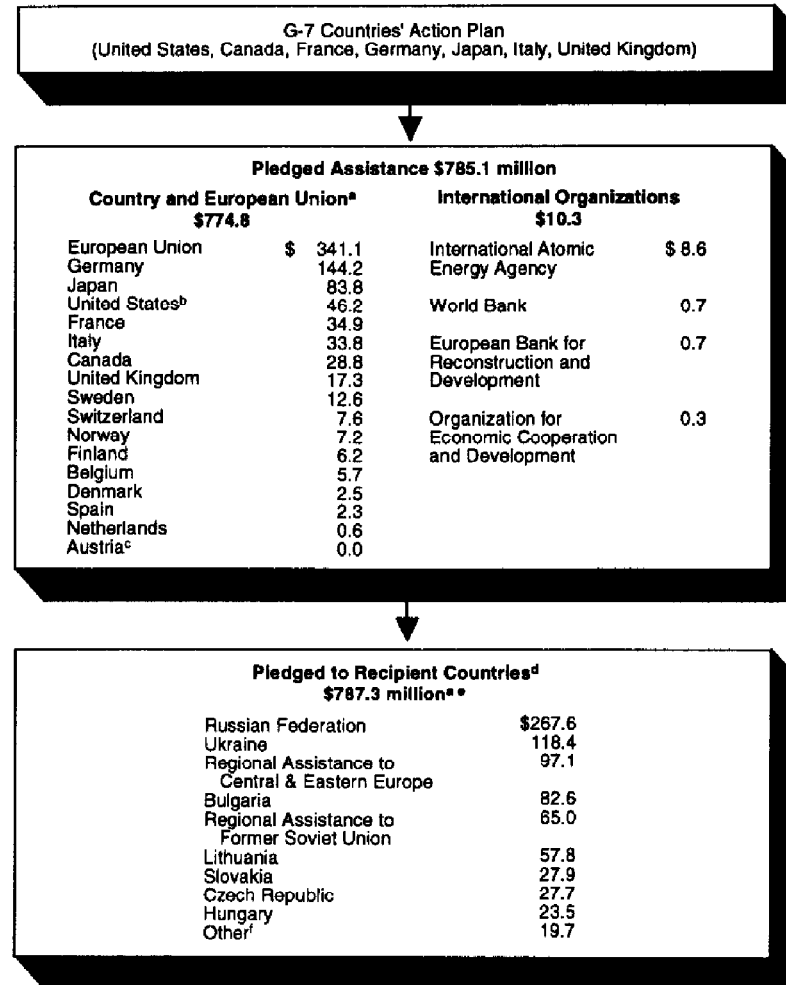 G-7 Countries' Action Plan
(United States, Canada, France, Germany, Japan, Italy, United Kingdom)
Pledged Assistance $785.1 million
Country and European Unionᵃ
$774.8
European Union $ 341.1
Germany 144.2
Japan 83.8
United Statesᵇ 46.2
France 34.9
Italy 33.8
Canada 28.8
United Kingdom 17.3
Sweden 12.6
Switzerland 7.6
Norway 7.2
Finland 6.2
Belgium 5.7
Denmark 2.5
Spain 2.3
Netherlands 0.6
Austriaᶜ 0.0
International Organizations
$10.3
International Atomic $ 8.6
Energy Agency
World Bank 0.7
European Bank for 0.7
Reconstruction and
Development
Organization for 0.3
Economic Cooperation
and Development
Pledged to Recipient Countriesᵈ
$787.3 millionᵃ ᵉ
Russian Federation $267.6
Ukraine 118.4
Regional Assistance to 97.1
Central & Eastern Europe
Bulgaria 82.6
Regional Assistance to 65.0
Former Soviet Union
Lithuania 57.8
Slovakia 27.9
Czech Republic 27.7
Hungary 23.5
Otherᶠ 19.7